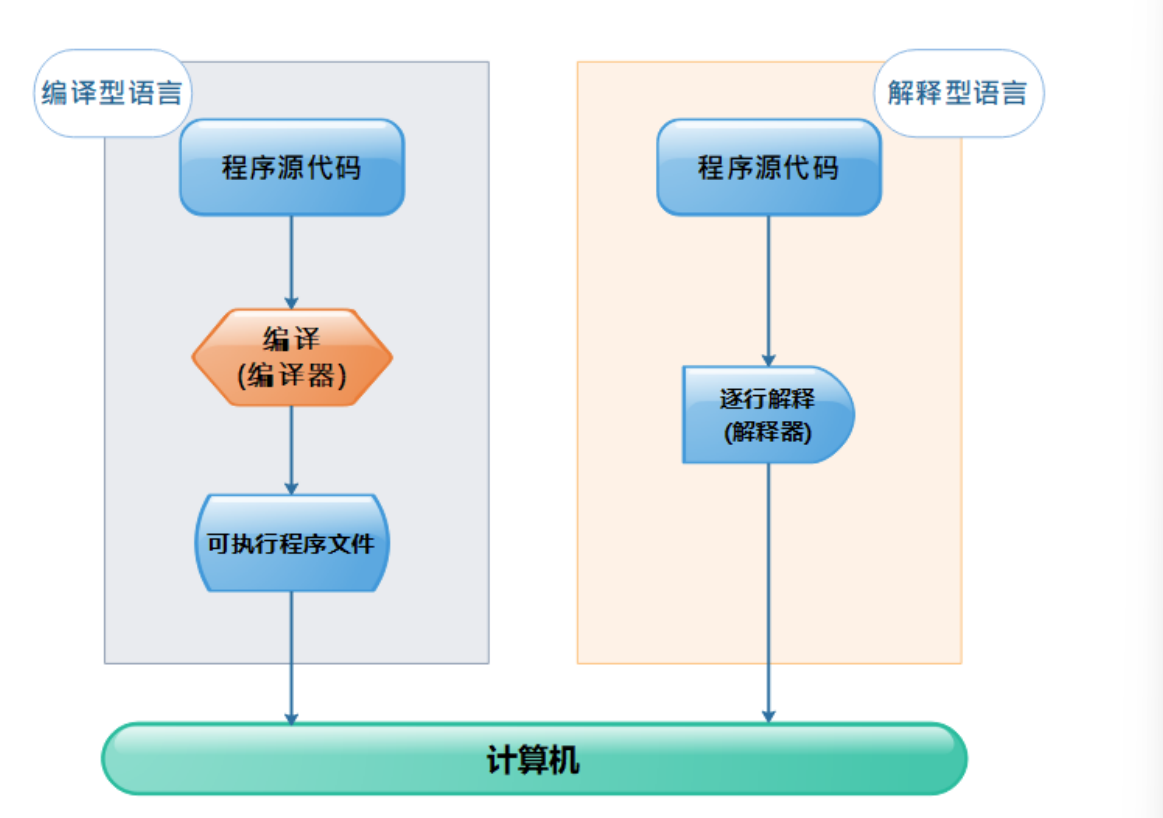 编译型语言
程序源代码
编译
(编译器)
可执行程序文件
解释型语言
程序源代码
逐行解释
(解释器)
计算机